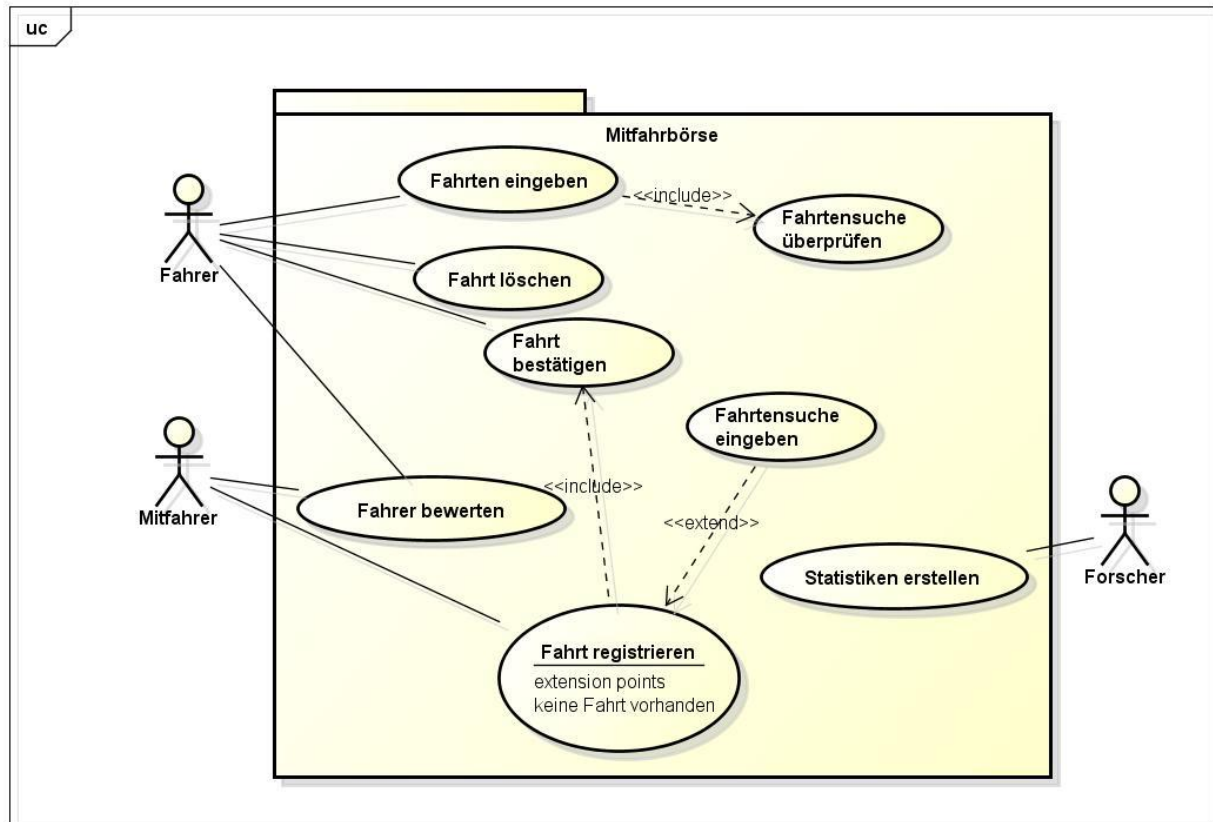 uc
Mitfahrbörse
Fahrten eingeben
<<include>>
Fahrtensuche
überprüfen
Fahrer
Fahrt löschen
Fahrt
bestätigen
Fahrtensuche
eingeben
Mitfahrer
Fahrer bewerten
<<include>>
<<extend>>
Statistiken erstellen
Forscher
Fahrt registrieren
extension points
keine Fahrt vorhanden